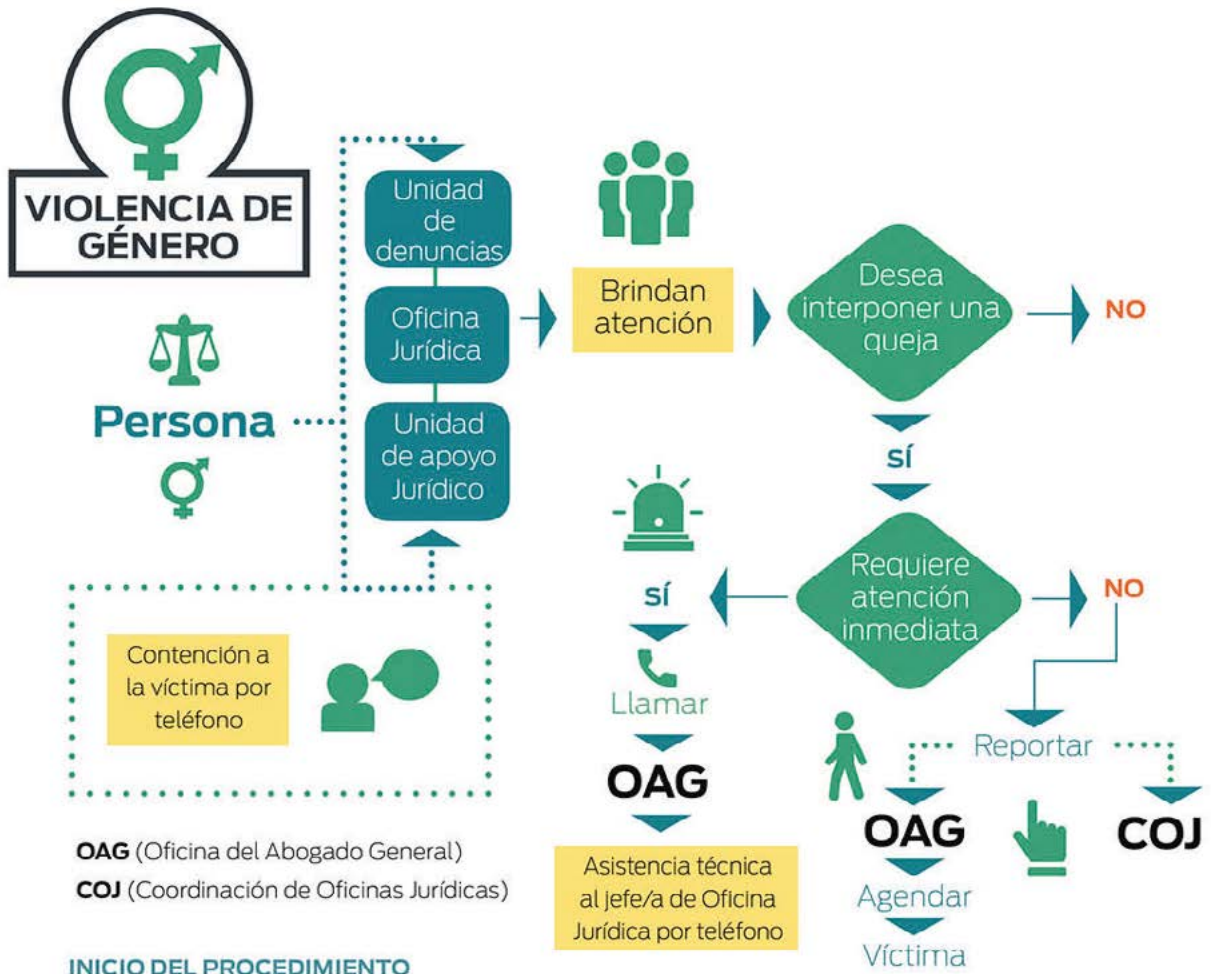 VIOLENCIA DE
GÉNERO
Persona
Unidad
de
denuncias
Oficina
Jurídica
Unidad
de apoyo
Jurídico
Brindan
atención
Desea
interponer una
queja
NO
SÍ
Requiere
atención
inmediata
NO
SÍ
Llamar
OAG
Asistencia técnica
al jefe/a de Oficina
Jurídica por teléfono
Reportar
OAG
COJ
Agendar
Víctima
Contención a
la víctima por
teléfono
OAG (Oficina del Abogado General)
COJ (Coordinación de Oficinas Jurídicas)
INICIO DEL PROCEDIMIENTO